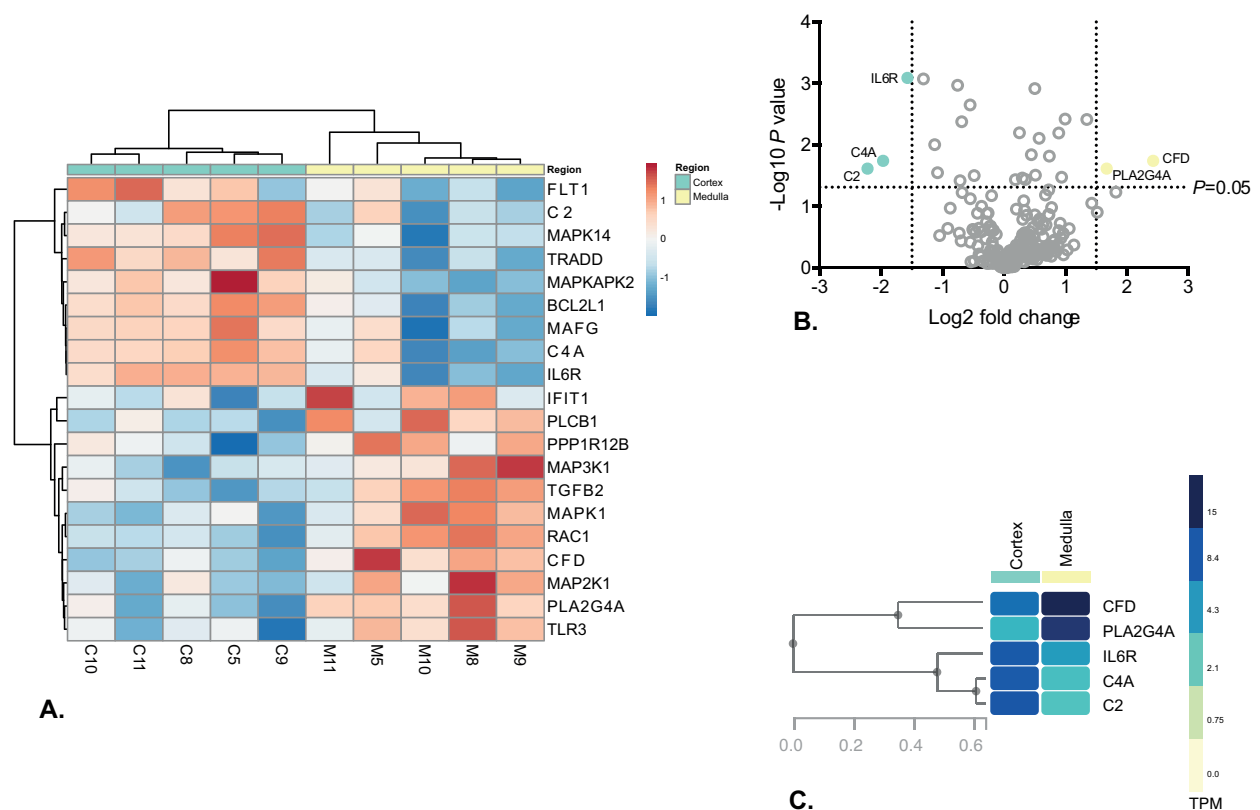 Region
FLT1
C 2
MAPK14
TRADD
MAPKAPK2
BCL2L1
MAFG
C 4 A
IL6R
IFIT1
PLCB1
PPP1R12B
MAP3K1
TGFB2
MAPK1
RAC1
CFD
MAP2K1
PLA2G4A
TLR3
C10 C11 C8 C5 C9 M11 M5 M10 M8 M9
1
-1
Region
Cortex
Medulla
A.
4
3
2
1
0
-Log10 P value
IL6R
C4A
C2
CFD
PLA2G4A
P=0.05
-3 -2 -1 0 1 2 3
Log2 fold change
B.
Cortex Medulla
CFD
PLA2G4A
IL6R
C4A
C2
0.0 0.2 0.4 0.6
15
8.4
4.3
2.1
0.75
0.0
TPM
C.